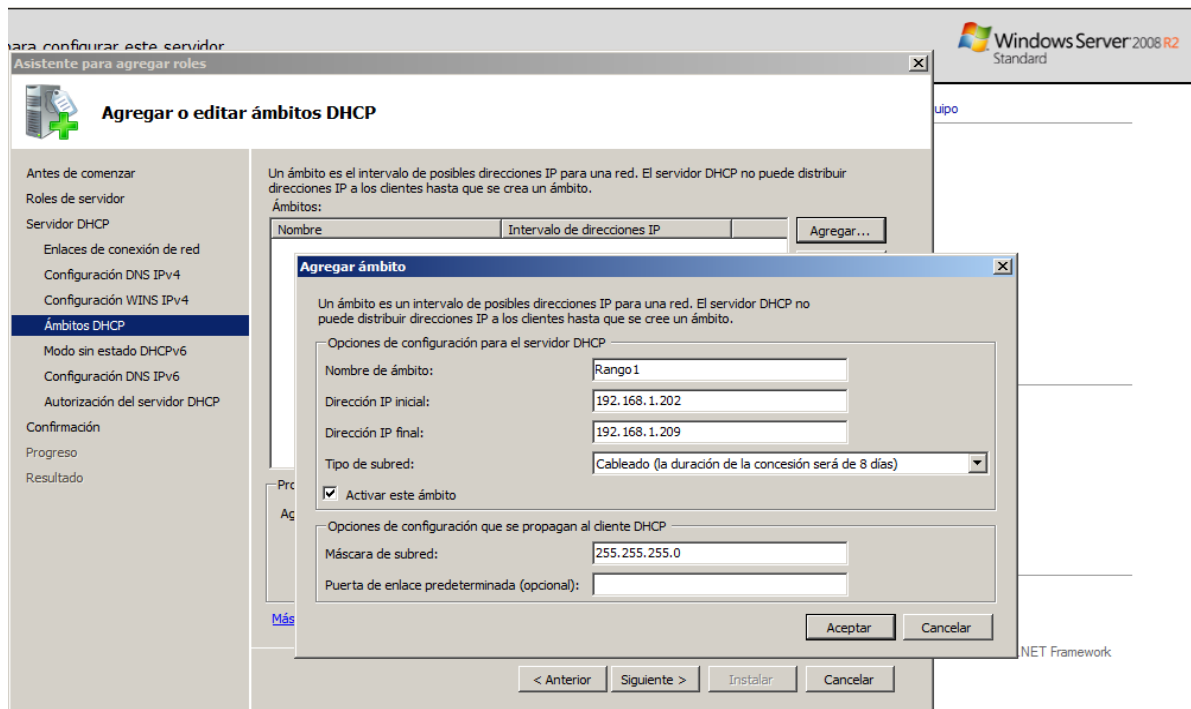 para configurar este servidor
Windows Server 2008 R2
Standard
Asistente para agregar roles
Agregar o editar ámbitos DHCP
Antes de comenzar
Roles de servidor
Servidor DHCP
Enlaces de conexión de red
Configuración DNS IPv4
Configuración WINS IPv4
Ámbitos DHCP
Modo sin estado DHCPv6
Configuración DNS IPv6
Autorización del servidor DHCP
Confirmación
Progreso
Resultado
Un ámbito es el intervalo de posibles direcciones IP para una red. El servidor DHCP no puede distribuir
direcciones IP a los clientes hasta que se crea un ámbito.
Ámbitos:
Nombre
Intervalo de direcciones IP
Agregar...
Agregar ámbito
Un ámbito es un intervalo de posibles direcciones IP para una red. El servidor DHCP no
puede distribuir direcciones IP a los clientes hasta que se cree un ámbito.
Opciones de configuración para el servidor DHCP
Nombre de ámbito: Rango1
Dirección IP inicial: 192.168.1.202
Dirección IP final: 192.168.1.209
Tipo de subred: Cableado (la duración de la concesión será de 8 días)
Activar este ámbito
Opciones de configuración que se propagan al cliente DHCP
Máscara de subred: 255.255.255.0
Puerta de enlace predeterminada (opcional):
Aceptar
Cancelar
Pro
Ag
Más
< Anterior
Siguiente >
Instalar
Cancelar
uipo
.NET Framework